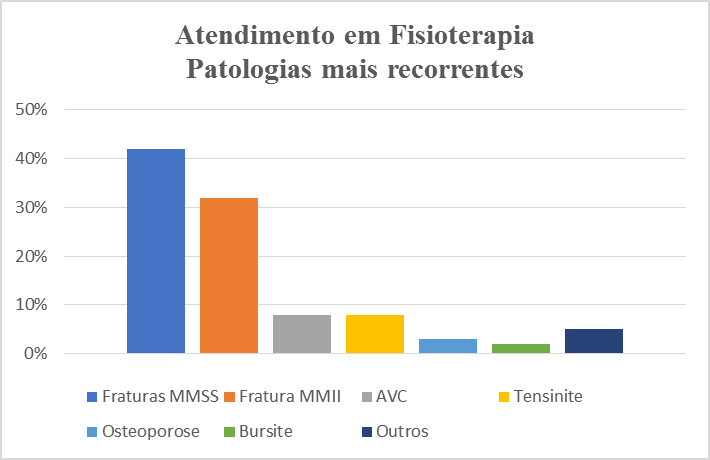 Atendimento em Fisioterapia
Patologias mais recorrentes
50%
40%
30%
20%
10%
0%
Fraturas MMSS Fratura MMII AVC Tensinite
Osteoporose Bursite Outros